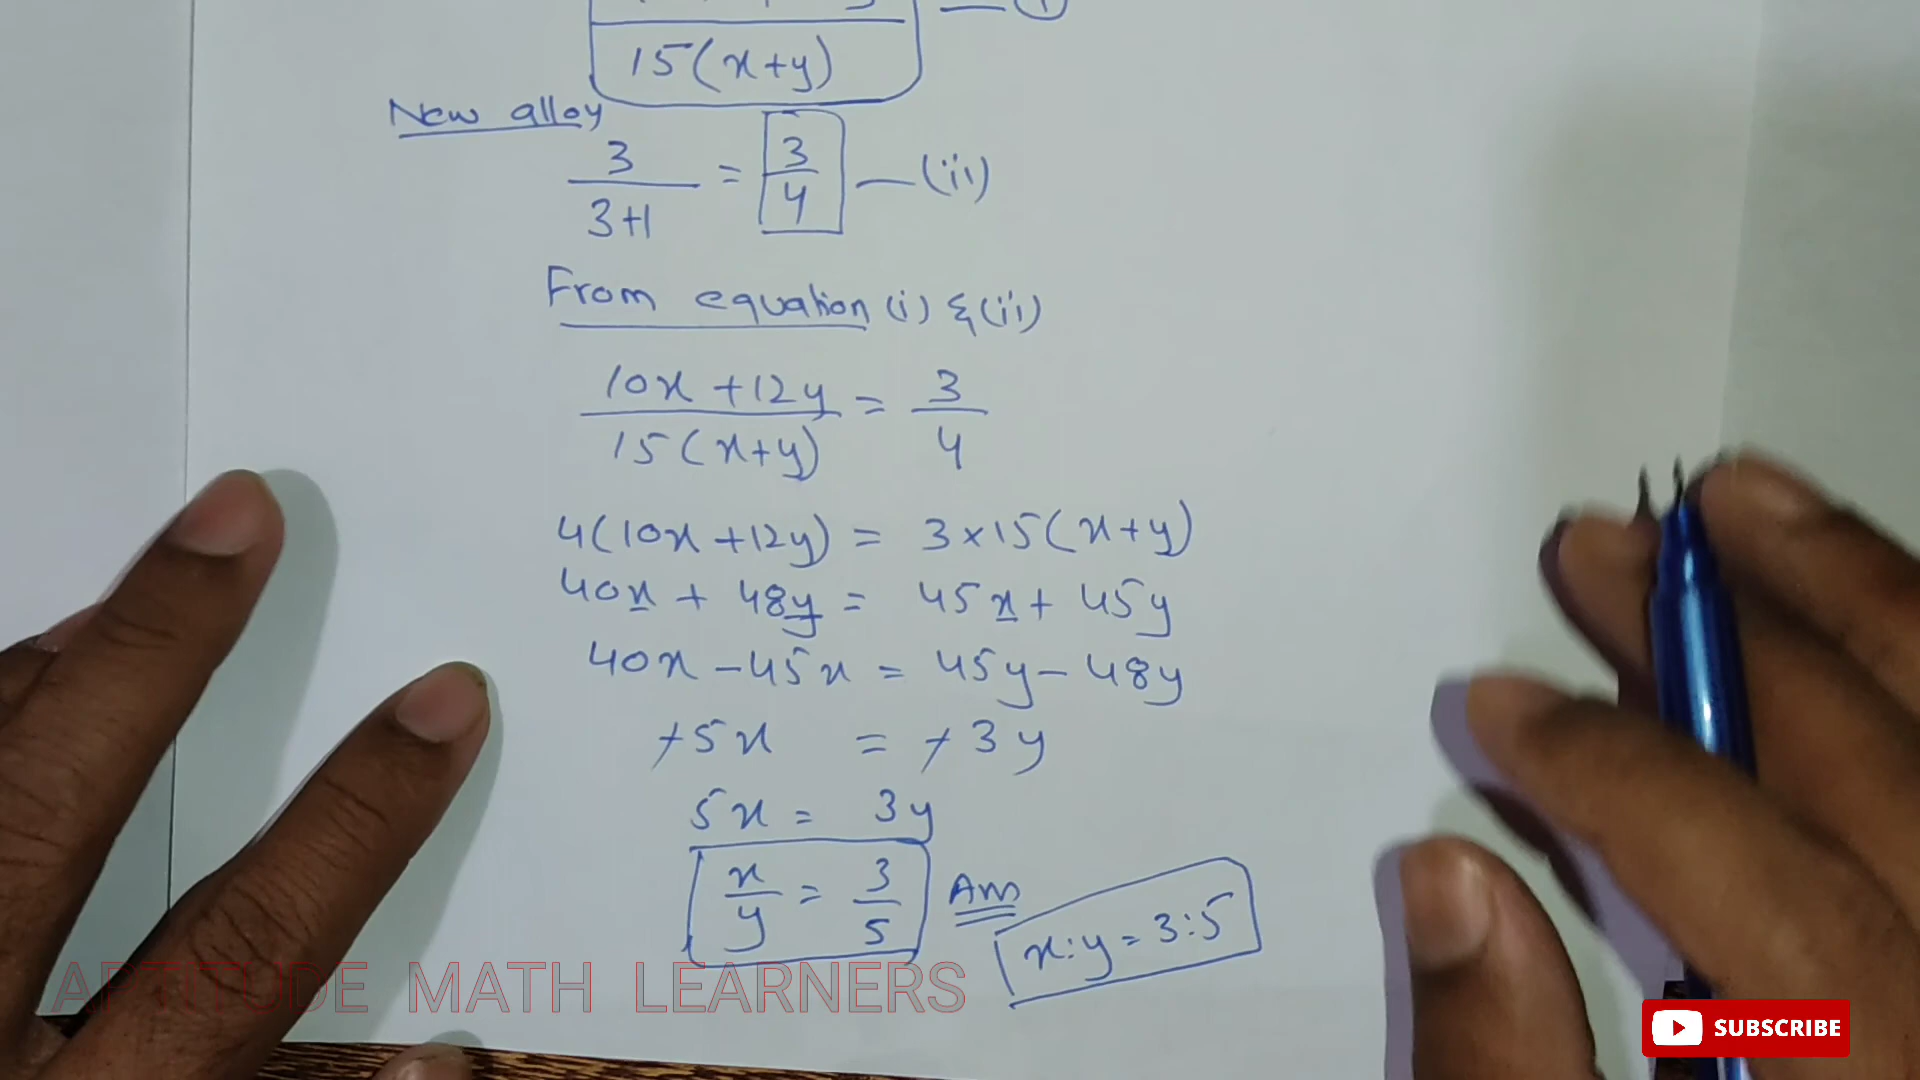 15(x+y)
New alloy
3/(3+1) = 3/4 — (ii)
From equation (i) & (ii)
(10x + 12y)/(15(x+y)) = 3/4
4(10x + 12y) = 3 × 15(x + y)
40x + 48y = 45x + 45y
40x - 45x = 45y - 48y
-5x = -3y
5x = 3y
x/y = 3/5 Ans
x:y = 3:5
APTITUDE MATH LEARNERS
SUBSCRIBE